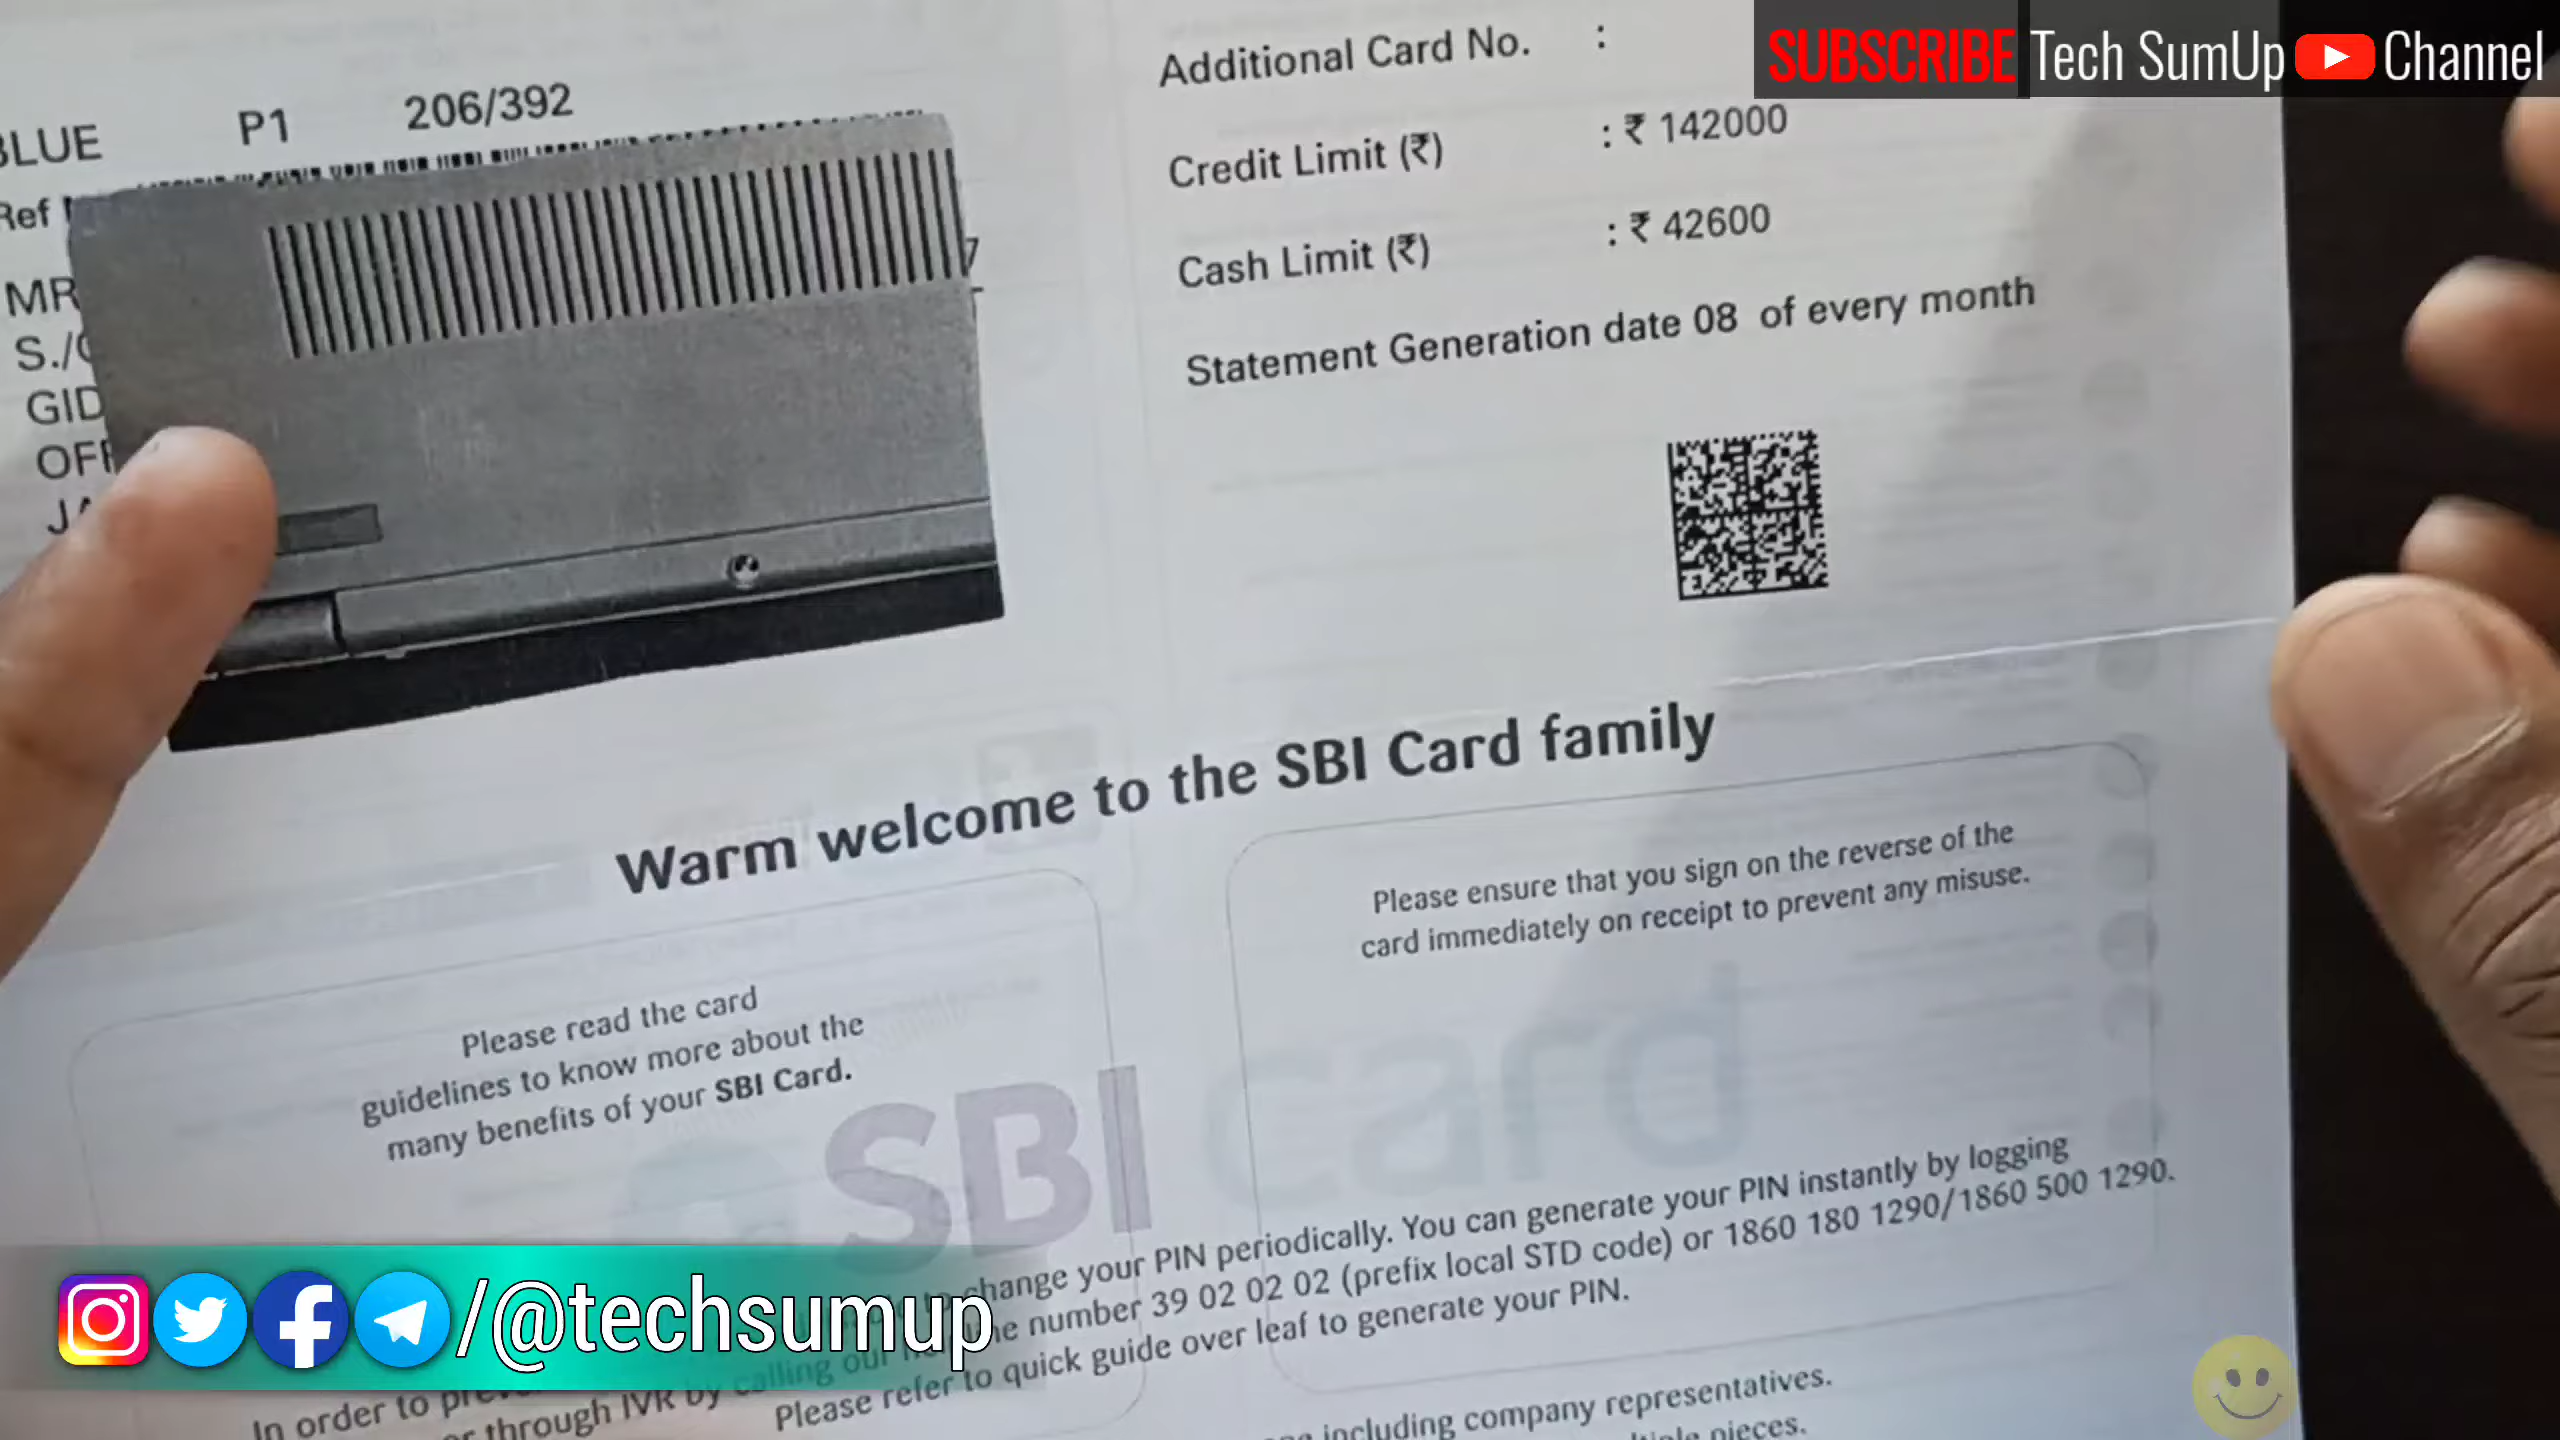 SUBSCRIBE Tech SumUp Channel
BLUE P1 206/392
Ref
MR
S./
GID
OFF
JA
7
Additional Card No. :
Credit Limit (₹) : ₹ 142000
Cash Limit (₹) : ₹ 42600
Statement Generation date 08 of every month
Warm welcome to the SBI Card family
Please read the card
guidelines to know more about the
many benefits of your SBI Card.
Please ensure that you sign on the reverse of the
card immediately on receipt to prevent any misuse.
SBI card
In order to change your PIN periodically. You can generate your PIN instantly by logging
or through IVR by calling our number 39 02 02 02 (prefix local STD code) or 1860 180 1290/1860 500 1290.
Please refer to quick guide over leaf to generate your PIN.
including company representatives.
pieces.
/@techsumup